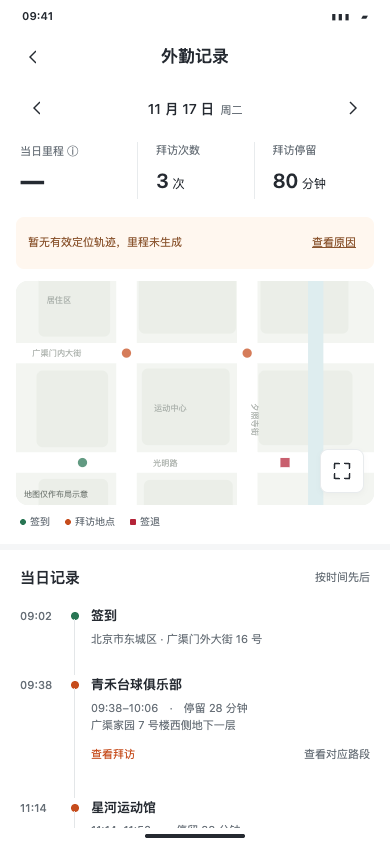 09:41
外勤记录
11 月 17 日 周二
当日里程 ⓘ
拜访次数
拜访停留
—
3 次
80 分钟
暂无有效定位轨迹，里程未生成
查看原因
居住区
广渠门内大街
运动中心
夕照寺街
光明路
地图仅作布局示意
签到
拜访地点
签退
当日记录
按时间先后
09:02
签到
北京市东城区 · 广渠门外大街 16 号
09:38
青禾台球俱乐部
09:38–10:06 · 停留 28 分钟
广渠家园 7 号楼西侧地下一层
查看拜访
查看对应路段
11:14
星河运动馆